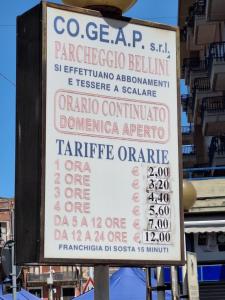 CO.GE.A.P. s.r.l.
PARCHEGGIO BELLINI
SI EFFETTUANO ABBONAMENTI
E TESSERE A SCALARE
ORARIO CONTINUATO
DOMENICA APERTO
TARIFFE ORARIE
1 ORA € 2,00
2 ORE € 3,20
3 ORE € 4,40
4 ORE € 5,60
DA 5 A 12 ORE € 7,00
DA 12 A 24 ORE € 12,00
FRANCHIGIA DI SOSTA 15 MINUTI